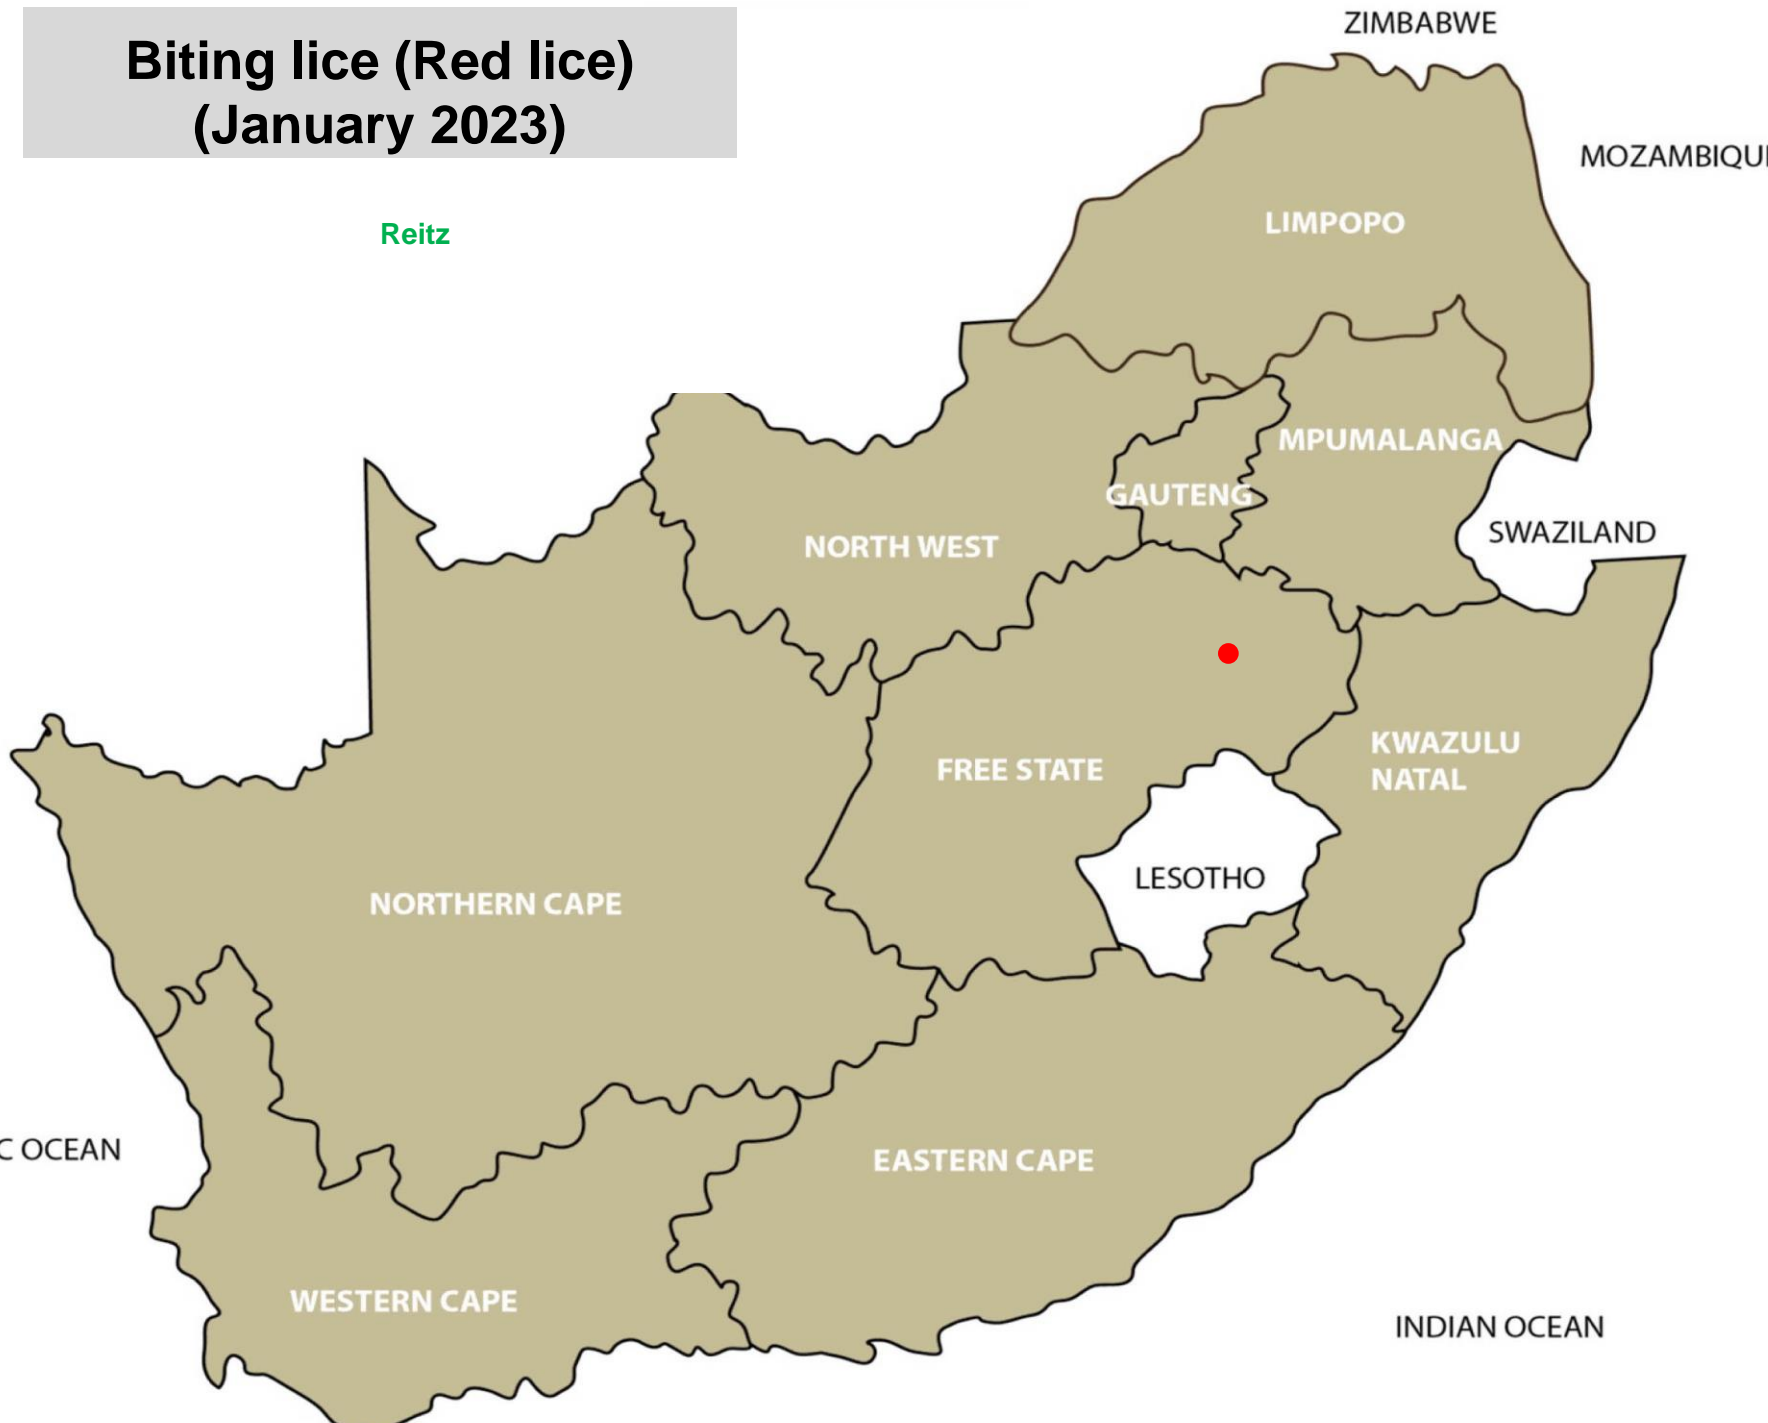 Biting lice (Red lice)
(January 2023)
Reitz
ZIMBABWE
MOZAMBIQUE
LIMPOPO
MPUMALANGA
GAUTENG
SWAZILAND
NORTH WEST
KWAZULU
NATAL
FREE STATE
LESOTHO
NORTHERN CAPE
C OCEAN
EASTERN CAPE
WESTERN CAPE
INDIAN OCEAN